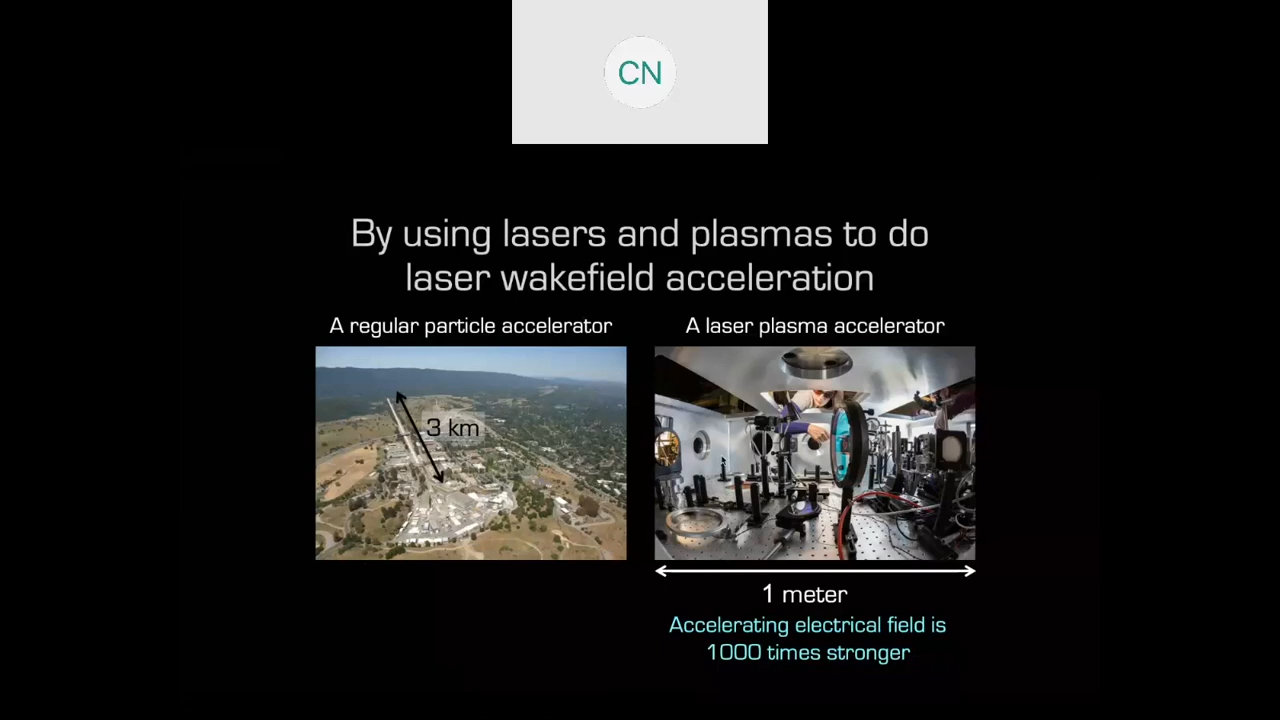 CN
By using lasers and plasmas to do
laser wakefield acceleration
A regular particle accelerator
A laser plasma accelerator
3 km
1 meter
Accelerating electrical field is
1000 times stronger